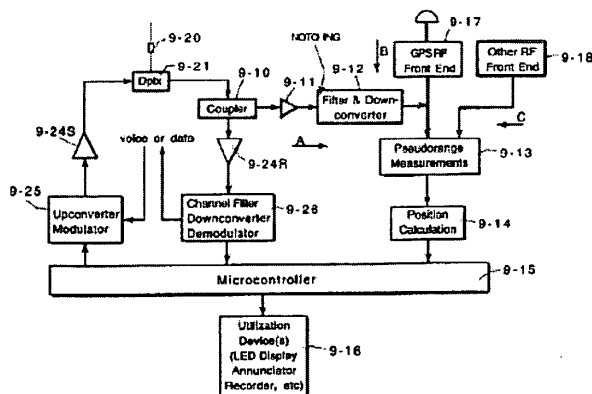 9-20
9-21
Dplx
9-10
Coupler
9-11
NOTCHING
9-12
Filter & Down-
converter
B
9-17
GPSRF
Front End
Other RF
Front End
9-18
C
A
9-24S
voice or data
9-24R
Pseudorange
Measurements
9-13
9-25
Upconverter
Modulator
9-26
Channel Filter
Downconverter
Demodulator
Position
Calculation
9-14
Microcontroller
9-15
Utilization
Device(s)
(LED Display
Annunciator
Recorder, etc)
9-16